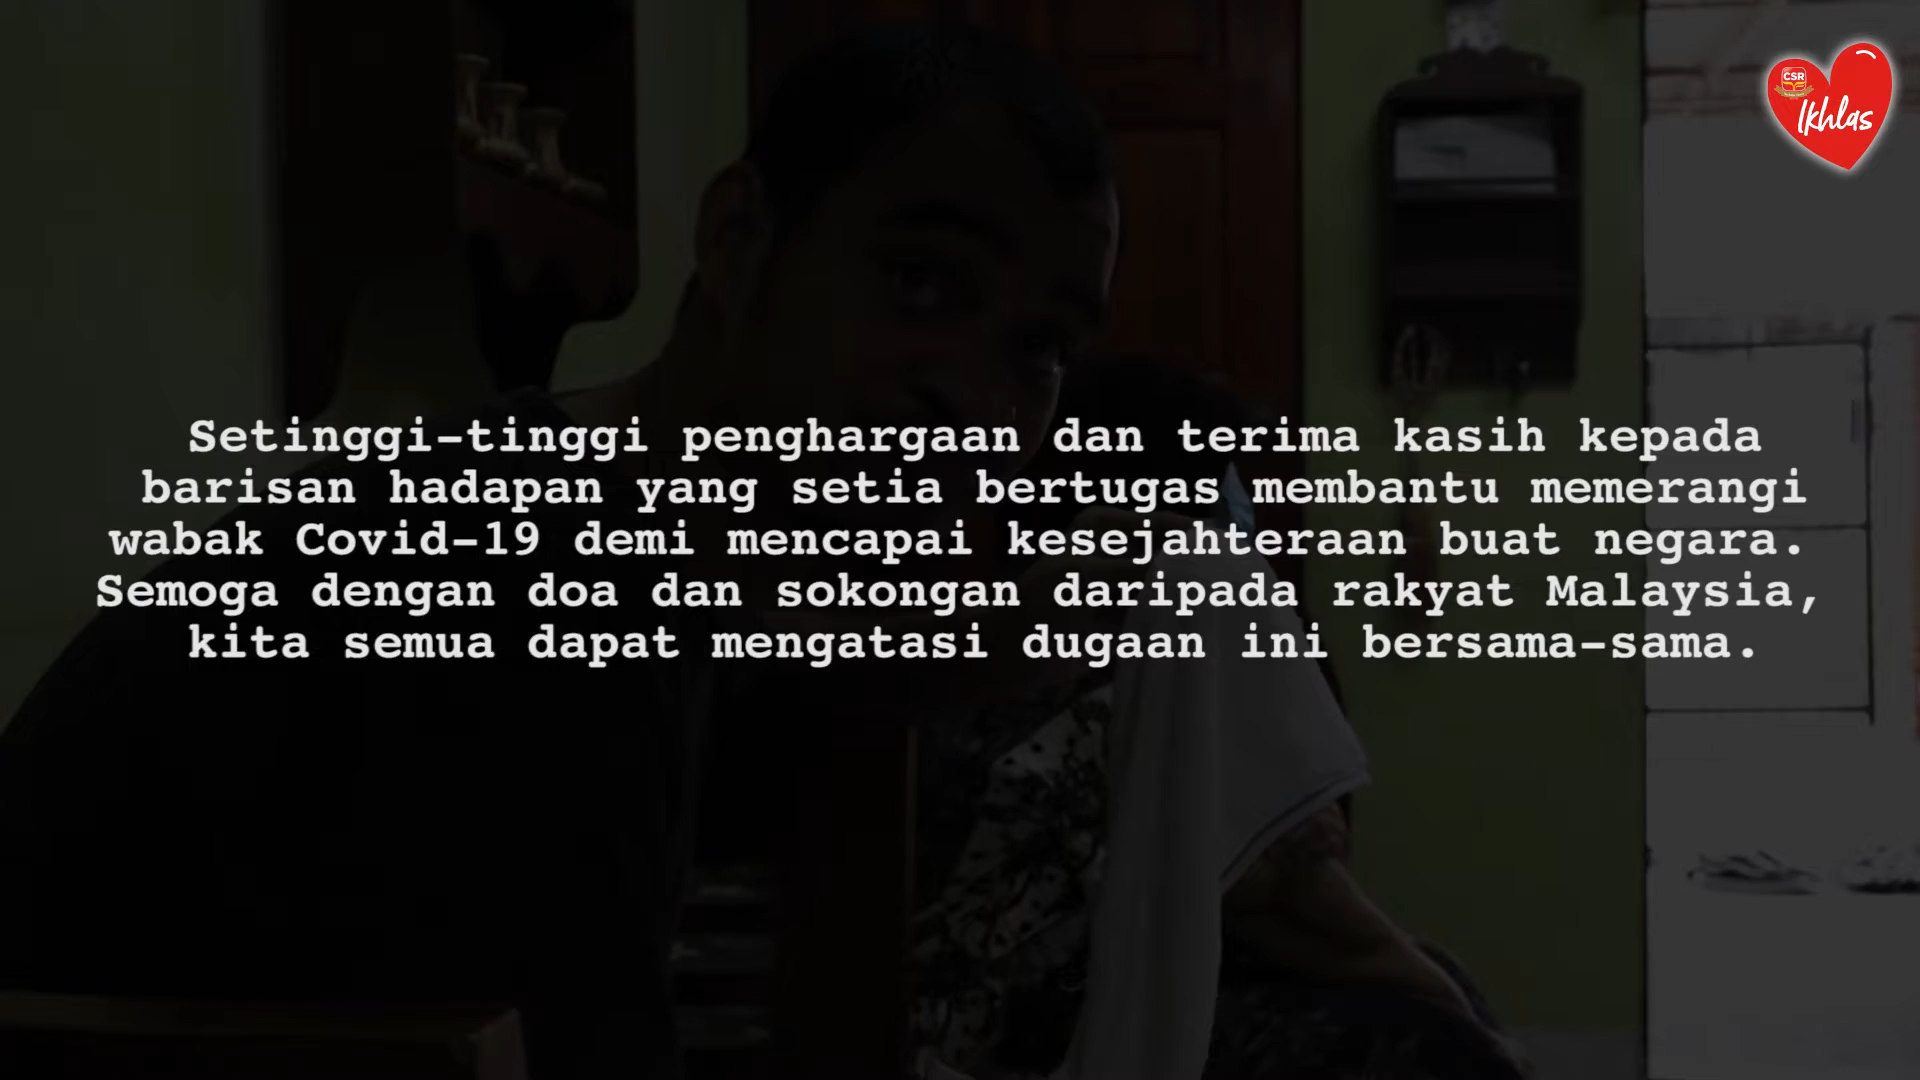 CSR
Ikhlas
Setinggi-tinggi penghargaan dan terima kasih kepada
barisan hadapan yang setia bertugas membantu memerangi
wabak Covid-19 demi mencapai kesejahteraan buat negara.
Semoga dengan doa dan sokongan daripada rakyat Malaysia,
kita semua dapat mengatasi dugaan ini bersama-sama.